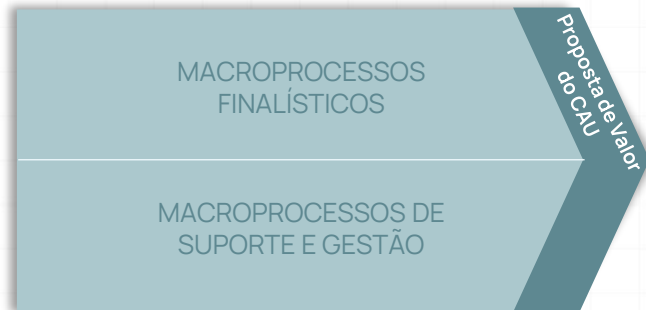 MACROPROCESSOS
FINALÍSTICOS
Proposta de Valor
do CAU
MACROPROCESSOS DE
SUPORTE E GESTÃO